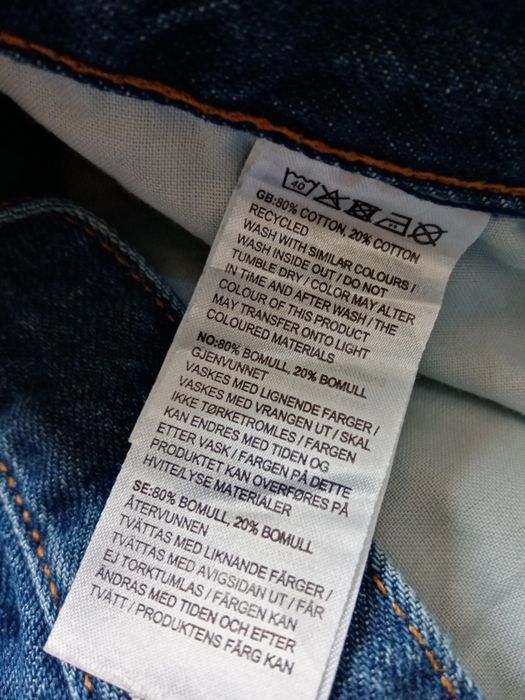 40
GB:80% COTTON, 20% COTTON
RECYCLED
WASH WITH SIMILAR COLOURS /
WASH INSIDE OUT / DO NOT
TUMBLE DRY / COLOR MAY ALTER
IN TIME AND AFTER WASH / THE
COLOUR OF THIS PRODUCT
MAY TRANSFER ONTO LIGHT
COLOURED MATERIALS
NO:80% BOMULL, 20% BOMULL
GJENVUNNET
VASKES MED LIGNENDE FARGER /
VASKES MED VRANGEN UT / SKAL
IKKE TØRKETROMLES / FARGEN
KAN ENDRES MED TIDEN OG
ETTER VASK / FARGEN PÅ DETTE
PRODUKTET KAN OVERFØRES PÅ
HVITE/LYSE MATERIALER
SE:80% BOMULL, 20% BOMULL
ÅTERVUNNEN
TVÄTTAS MED LIKNANDE FÄRGER /
TVÄTTAS MED AVIGSIDAN UT / FÅR
EJ TORKTUMLAS / FÄRGEN KAN
ÄNDRAS MED TIDEN OCH EFTER
TVÄTT / PRODUKTENS FÄRG KAN